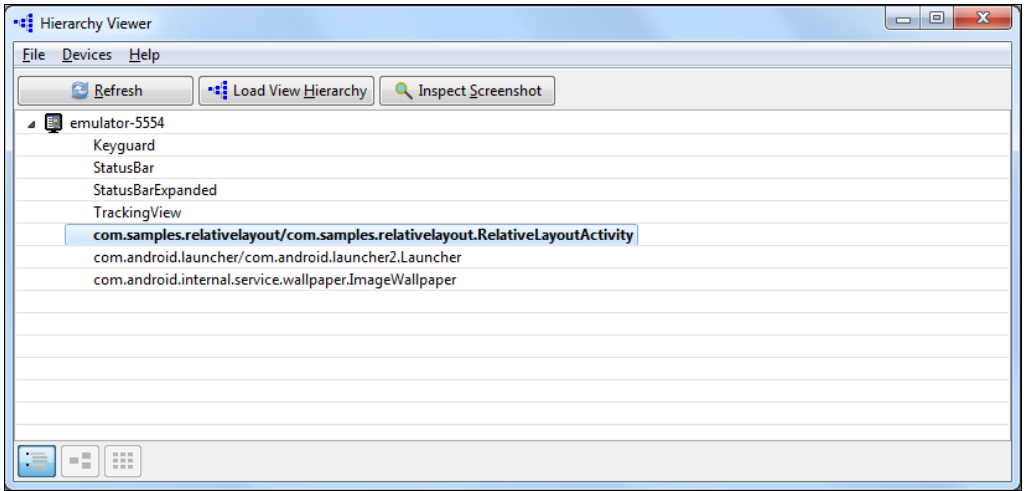 Hierarchy Viewer
File Devices Help
Refresh Load View Hierarchy Inspect Screenshot
emulator-5554
Keyguard
StatusBar
StatusBarExpanded
TrackingView
com.samples.relativelayout/com.samples.relativelayout.RelativeLayoutActivity
com.android.launcher/com.android.launcher2.Launcher
com.android.internal.service.wallpaper.ImageWallpaper